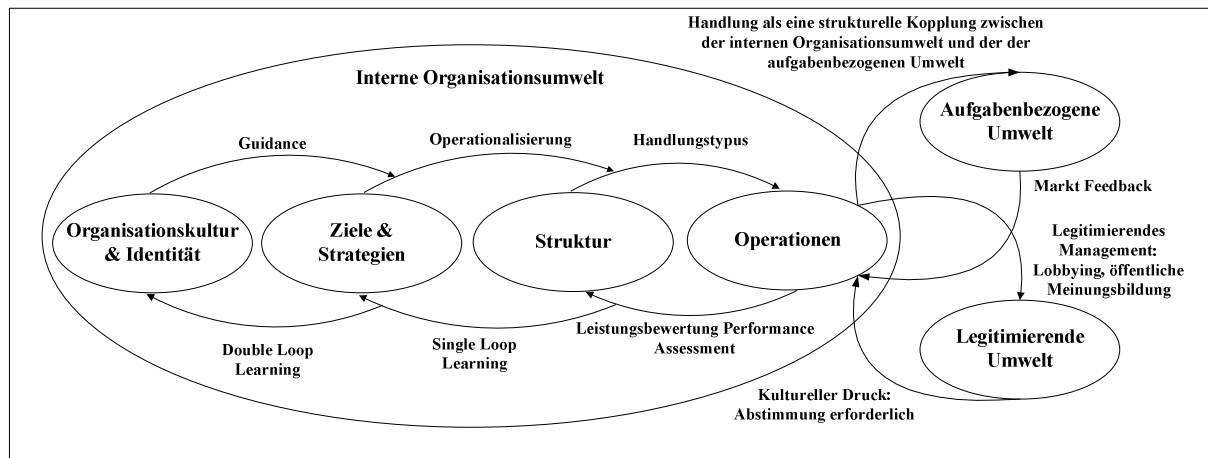 Handlung als eine strukturelle Kopplung zwischen
der internen Organisationsumwelt und der der
aufgabenbezogenen Umwelt
Interne Organisationsumwelt
Aufgabenbezogene
Umwelt
Guidance
Operationalisierung
Handlungstypus
Markt Feedback
Organisationskultur
& Identität
Ziele &
Strategien
Struktur
Operationen
Legitimierendes
Management:
Lobbying, öffentliche
Meinungsbildung
Leistungsbewertung Performance
Assessment
Single Loop
Learning
Double Loop
Learning
Legitimierende
Umwelt
Kultureller Druck:
Abstimmung erforderlich